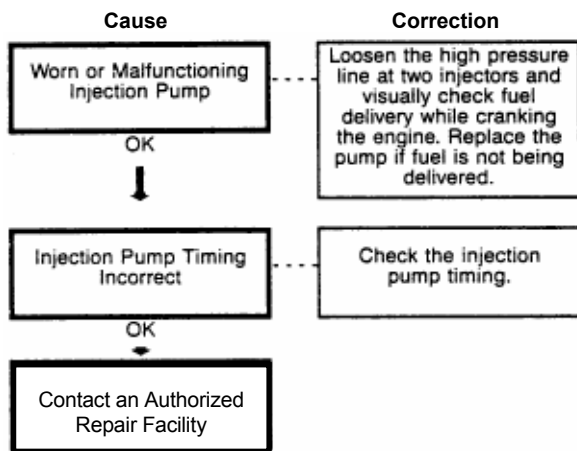 Cause
Correction
Worn or Malfunctioning
Injection Pump
Loosen the high pressure
line at two injectors and
visually check fuel
delivery while cranking
the engine. Replace the
pump if fuel is not being
delivered.
OK
Injection Pump Timing
Incorrect
Check the injection
pump timing.
OK
Contact an Authorized
Repair Facility